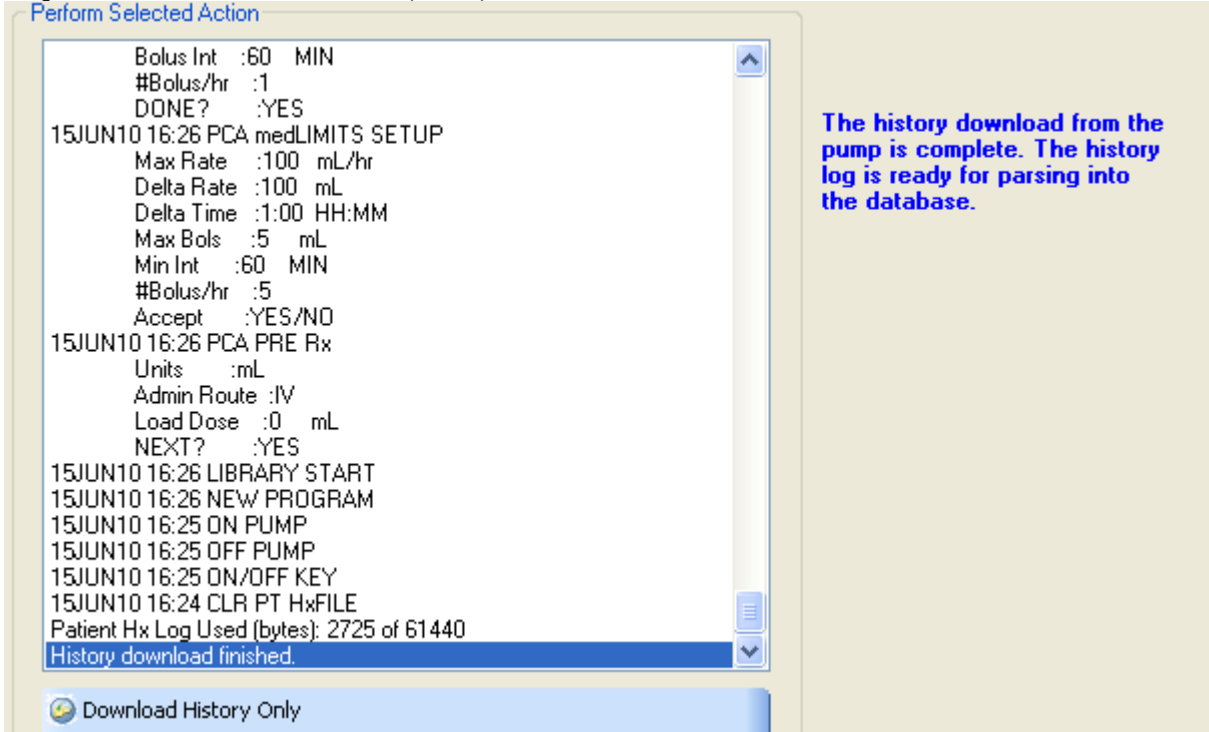 Perform Selected Action
Bolus Int :60 MIN
#Bolus/hr :1
DONE? :YES
15JUN10 16:26 PCA medLIMITS SETUP
Max Rate :100 mL/hr
Delta Rate :100 mL
Delta Time :1:00 HH:MM
Max Bols :5 mL
Min Int :60 MIN
#Bolus/hr :5
Accept :YES/NO
15JUN10 16:26 PCA PRE Rx
Units :mL
Admin Route :IV
Load Dose :0 mL
NEXT? :YES
15JUN10 16:26 LIBRARY START
15JUN10 16:26 NEW PROGRAM
15JUN10 16:25 ON PUMP
15JUN10 16:25 OFF PUMP
15JUN10 16:25 ON/OFF KEY
15JUN10 16:24 CLR PT HxFILE
Patient Hx Log Used (bytes): 2725 of 61440
History download finished.
Download History Only
The history download from the
pump is complete. The history
log is ready for parsing into
the database.